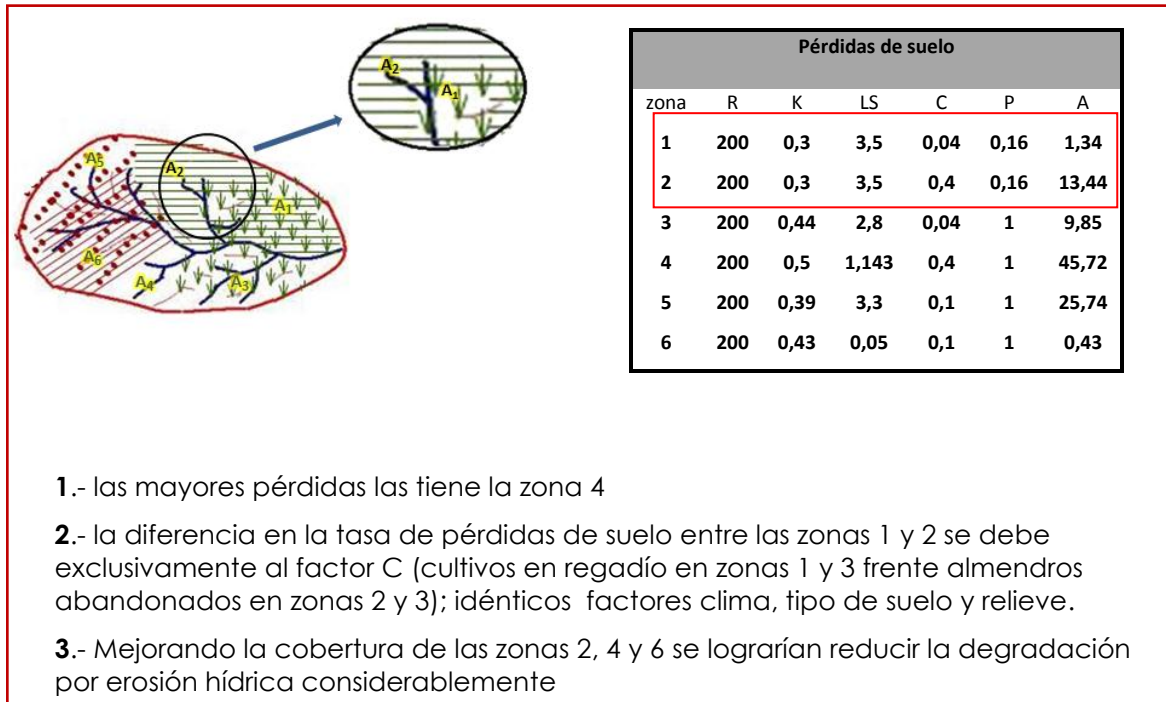 A₂
A₁
A₅
A₂
A₁
A₆
A₄
A₃
Pérdidas de suelo
zona R K LS C P A
1 200 0,3 3,5 0,04 0,16 1,34
2 200 0,3 3,5 0,4 0,16 13,44
3 200 0,44 2,8 0,04 1 9,85
4 200 0,5 1,143 0,4 1 45,72
5 200 0,39 3,3 0,1 1 25,74
6 200 0,43 0,05 0,1 1 0,43
1.- las mayores pérdidas las tiene la zona 4
2.- la diferencia en la tasa de pérdidas de suelo entre las zonas 1 y 2 se debe
exclusivamente al factor C (cultivos en regadío en zonas 1 y 3 frente almendros
abandonados en zonas 2 y 3); idénticos factores clima, tipo de suelo y relieve.
3.- Mejorando la cobertura de las zonas 2, 4 y 6 se lograrían reducir la degradación
por erosión hídrica considerablemente